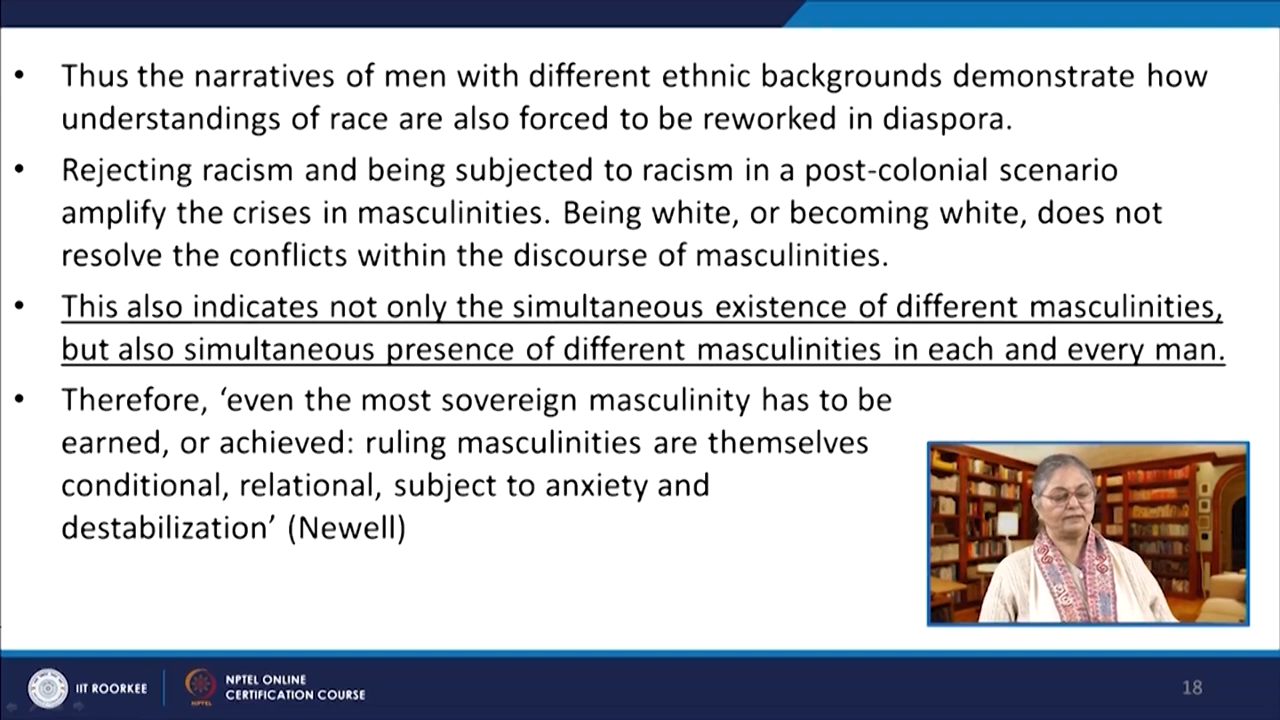 • Thus the narratives of men with different ethnic backgrounds demonstrate how
understandings of race are also forced to be reworked in diaspora.
• Rejecting racism and being subjected to racism in a post-colonial scenario
amplify the crises in masculinities. Being white, or becoming white, does not
resolve the conflicts within the discourse of masculinities.
• This also indicates not only the simultaneous existence of different masculinities,
but also simultaneous presence of different masculinities in each and every man.
• Therefore, ‘even the most sovereign masculinity has to be
earned, or achieved: ruling masculinities are themselves
conditional, relational, subject to anxiety and
destabilization’ (Newell)
IIT ROORKEE
NPTEL
NPTEL ONLINE
CERTIFICATION COURSE
18